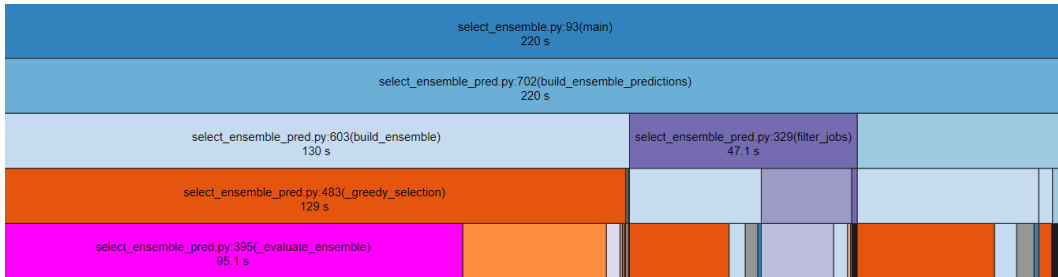 select_ensemble.py:93(main)
220 s
select_ensemble_pred.py:702(build_ensemble_predictions)
220 s
select_ensemble_pred.py:603(build_ensemble)
130 s
select_ensemble_pred.py:329(filter_jobs)
47.1 s
select_ensemble_pred.py:483(_greedy_selection)
129 s
select_ensemble_pred.py:395(_evaluate_ensemble)
95.1 s